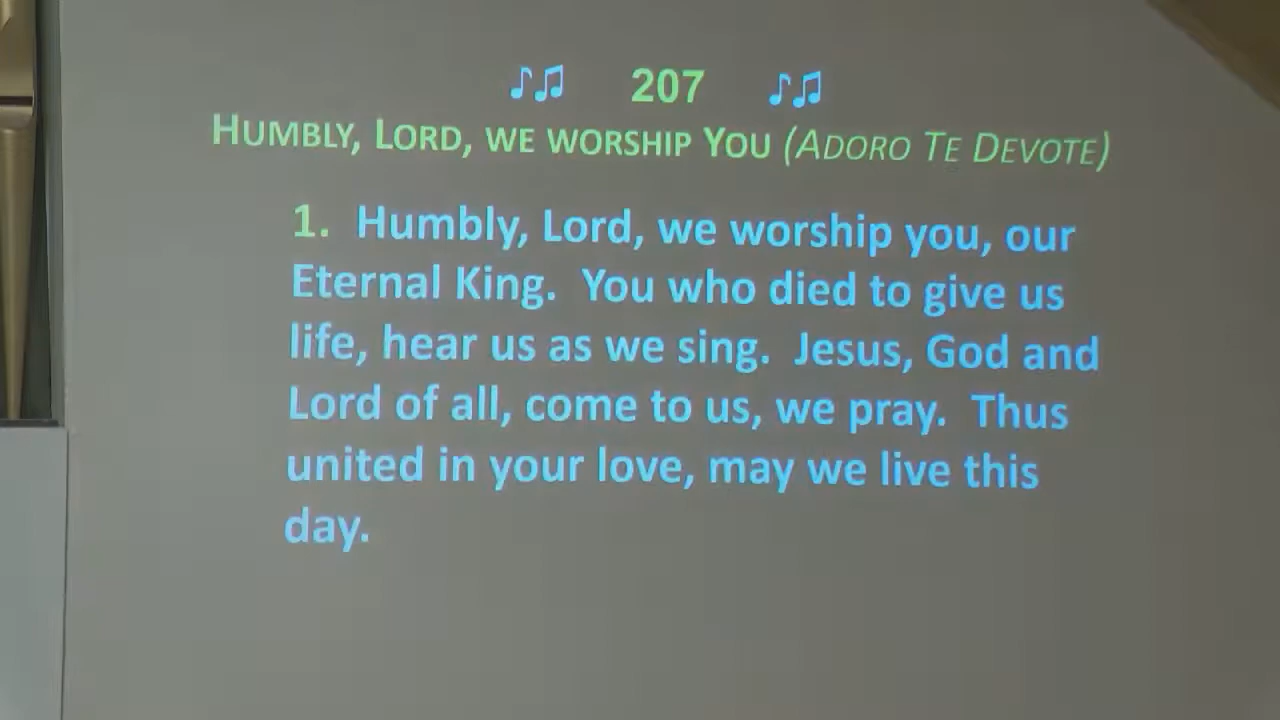 ♪♫ 207 ♪♫
HUMBLY, LORD, WE WORSHIP YOU (ADORO TE DEVOTE)
1. Humbly, Lord, we worship you, our
Eternal King. You who died to give us
life, hear us as we sing. Jesus, God and
Lord of all, come to us, we pray. Thus
united in your love, may we live this
day.